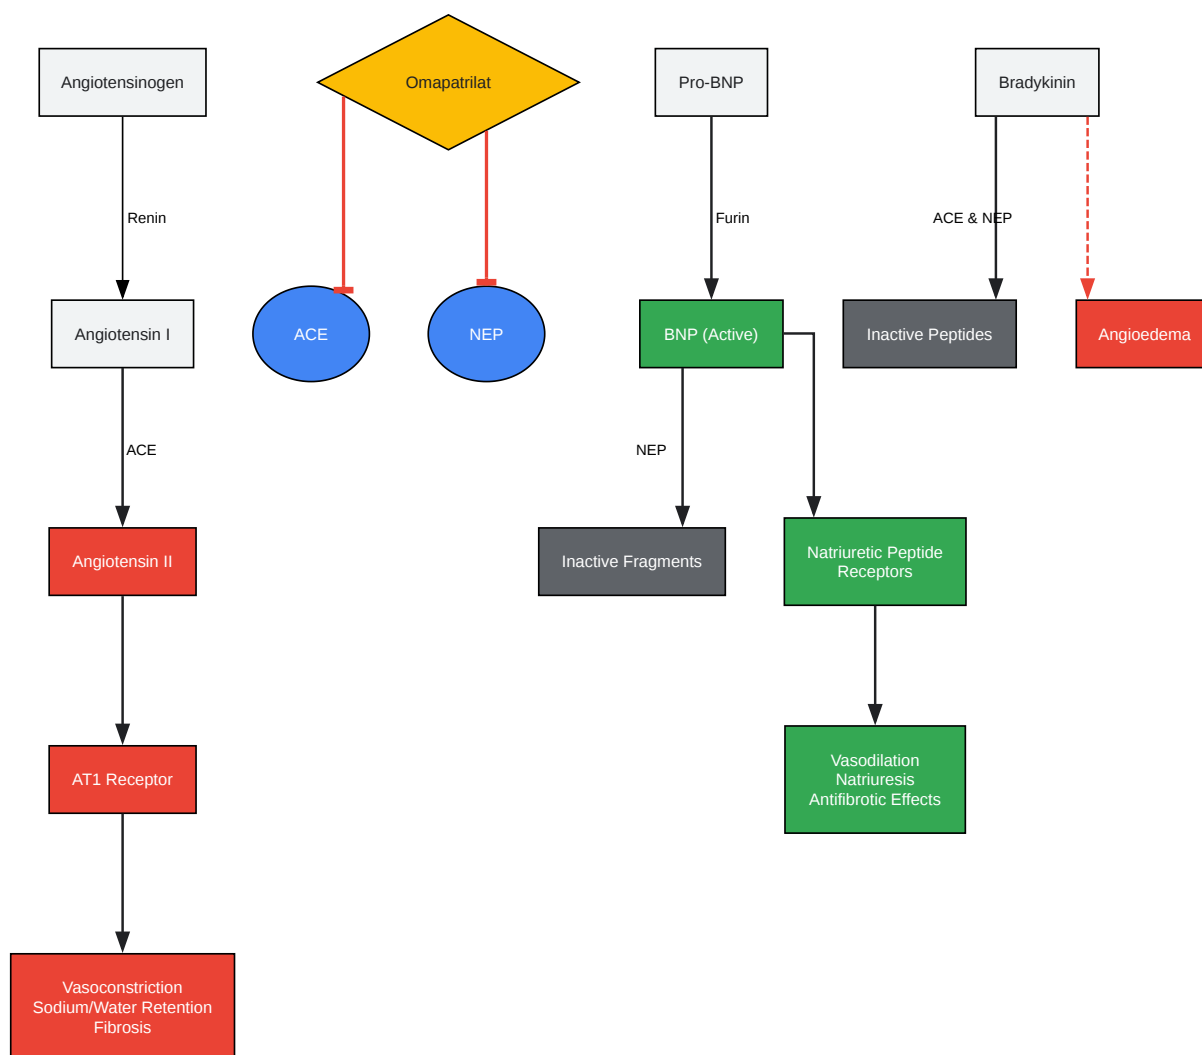 Angiotensinogen
Omapatrilat
Pro-BNP
Bradykinin
Renin
Furin
ACE & NEP
Angiotensin I
ACE
NEP
BNP (Active)
Inactive Peptides
Angioedema
ACE
NEP
Angiotensin II
Inactive Fragments
Natriuretic Peptide
Receptors
AT1 Receptor
Vasodilation
Natriuresis
Antifibrotic Effects
Vasoconstriction
Sodium/Water Retention
Fibrosis